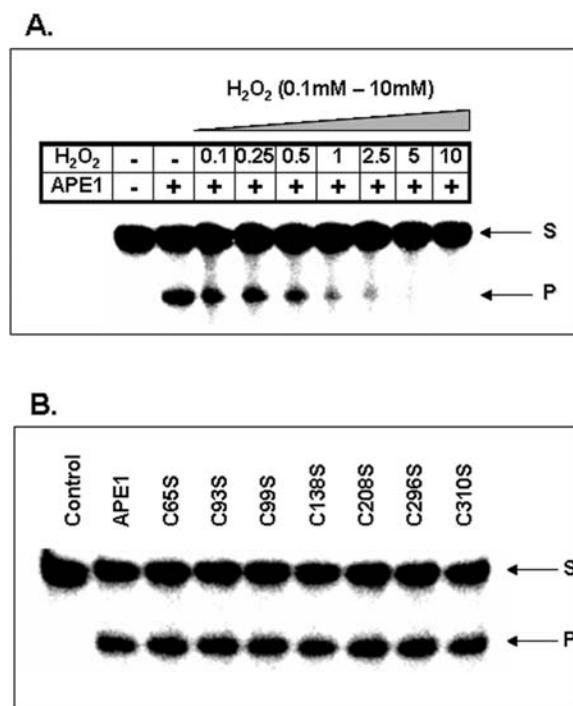 A.
H₂O₂ (0.1mM – 10mM)
H₂O₂ - - 0.1 0.25 0.5 1 2.5 5 10
APE1 - + + + + + + + +
S
P
B.
Control APE1 C65S C93S C99S C138S C208S C296S C310S
S
P